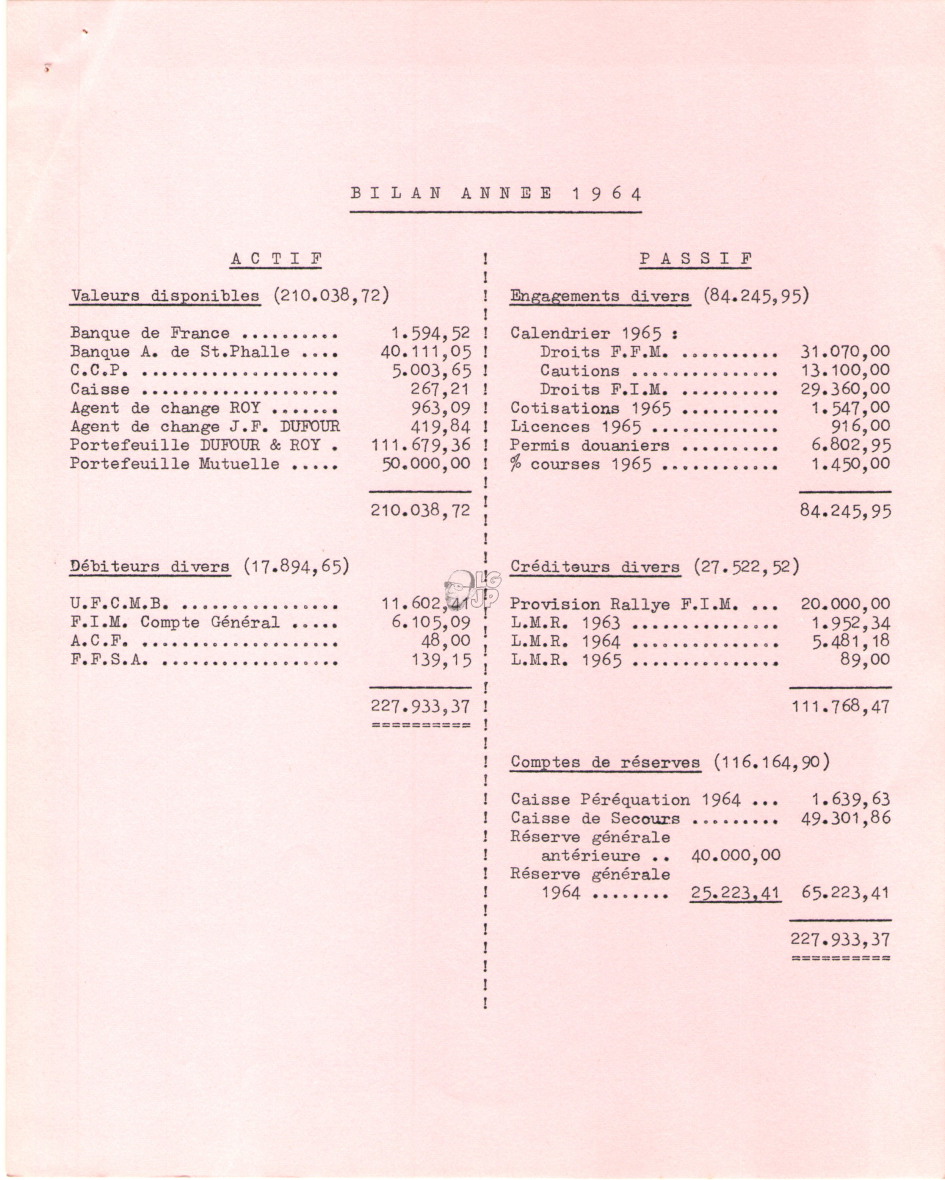 BILAN ANNEE 1964
ACTIF
Valeurs disponibles (210.038,72)
Banque de France .......... 1.594,52
Banque A. de St.Phalle .... 40.111,05
C.C.P. .................... 5.003,65
Caisse .................... 267,21
Agent de change ROY ....... 963,09
Agent de change J.F. DUFOUR 419,84
Portefeuille DUFOUR & ROY . 111.679,36
Portefeuille Mutuelle ..... 50.000,00
210.038,72
Débiteurs divers (17.894,65)
U.F.C.M.B. ................ 11.602,41
F.I.M. Compte Général ..... 6.105,09
A.C.F. .................... 48,00
F.F.S.A. .................. 139,15
227.933,37
==========
PASSIF
Engagements divers (84.245,95)
Calendrier 1965 :
Droits F.F.M. .......... 31.070,00
Cautions ............... 13.100,00
Droits F.I.M. .......... 29.360,00
Cotisations 1965 .......... 1.547,00
Licences 1965 ............. 916,00
Permis douaniers .......... 6.802,95
% courses 1965 ............ 1.450,00
84.245,95
Créditeurs divers (27.522,52)
Provision Rallye F.I.M. ... 20.000,00
L.M.R. 1963 ............... 1.952,34
L.M.R. 1964 ............... 5.481,18
L.M.R. 1965 ............... 89,00
111.768,47
Comptes de réserves (116.164,90)
Caisse Péréquation 1964 ... 1.639,63
Caisse de Secours ......... 49.301,86
Réserve générale
antérieure .. 40.000,00
Réserve générale
1964 ........ 25.223,41 65.223,41
227.933,37
==========
LG
JP